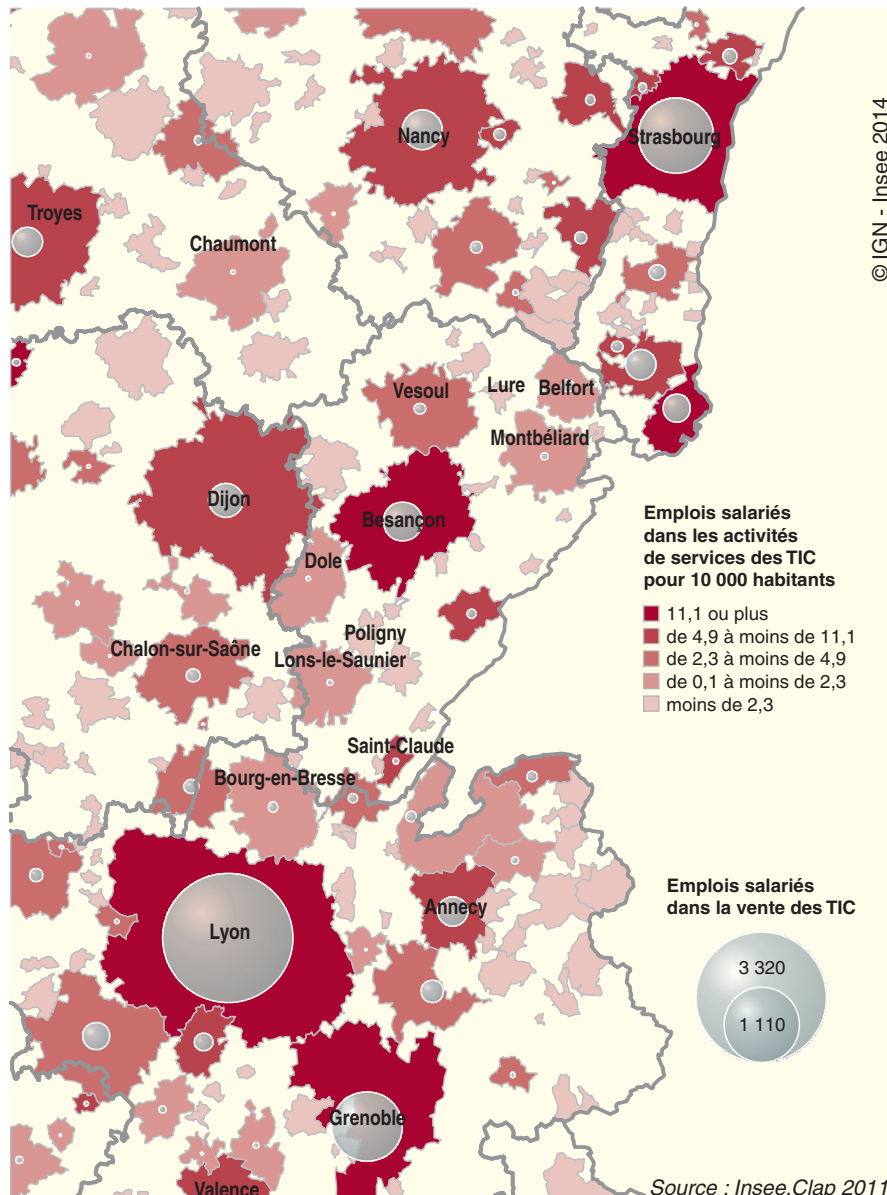 © IGN - Insee 2014
Nancy
Strasbourg
Troyes
Chaumont
Vesoul
Lure
Belfort
Montbéliard
Dijon
Besançon
Dole
Poligny
Chalon-sur-Saône
Lons-le-Saunier
Saint-Claude
Bourg-en-Bresse
Annecy
Lyon
Grenoble
Valence
Emplois salariés
dans les activités
de services des TIC
pour 10 000 habitants
11,1 ou plus
de 4,9 à moins de 11,1
de 2,3 à moins de 4,9
de 0,1 à moins de 2,3
moins de 2,3
Emplois salariés
dans la vente des TIC
3 320
1 110
Source : Insee,Clap 2011